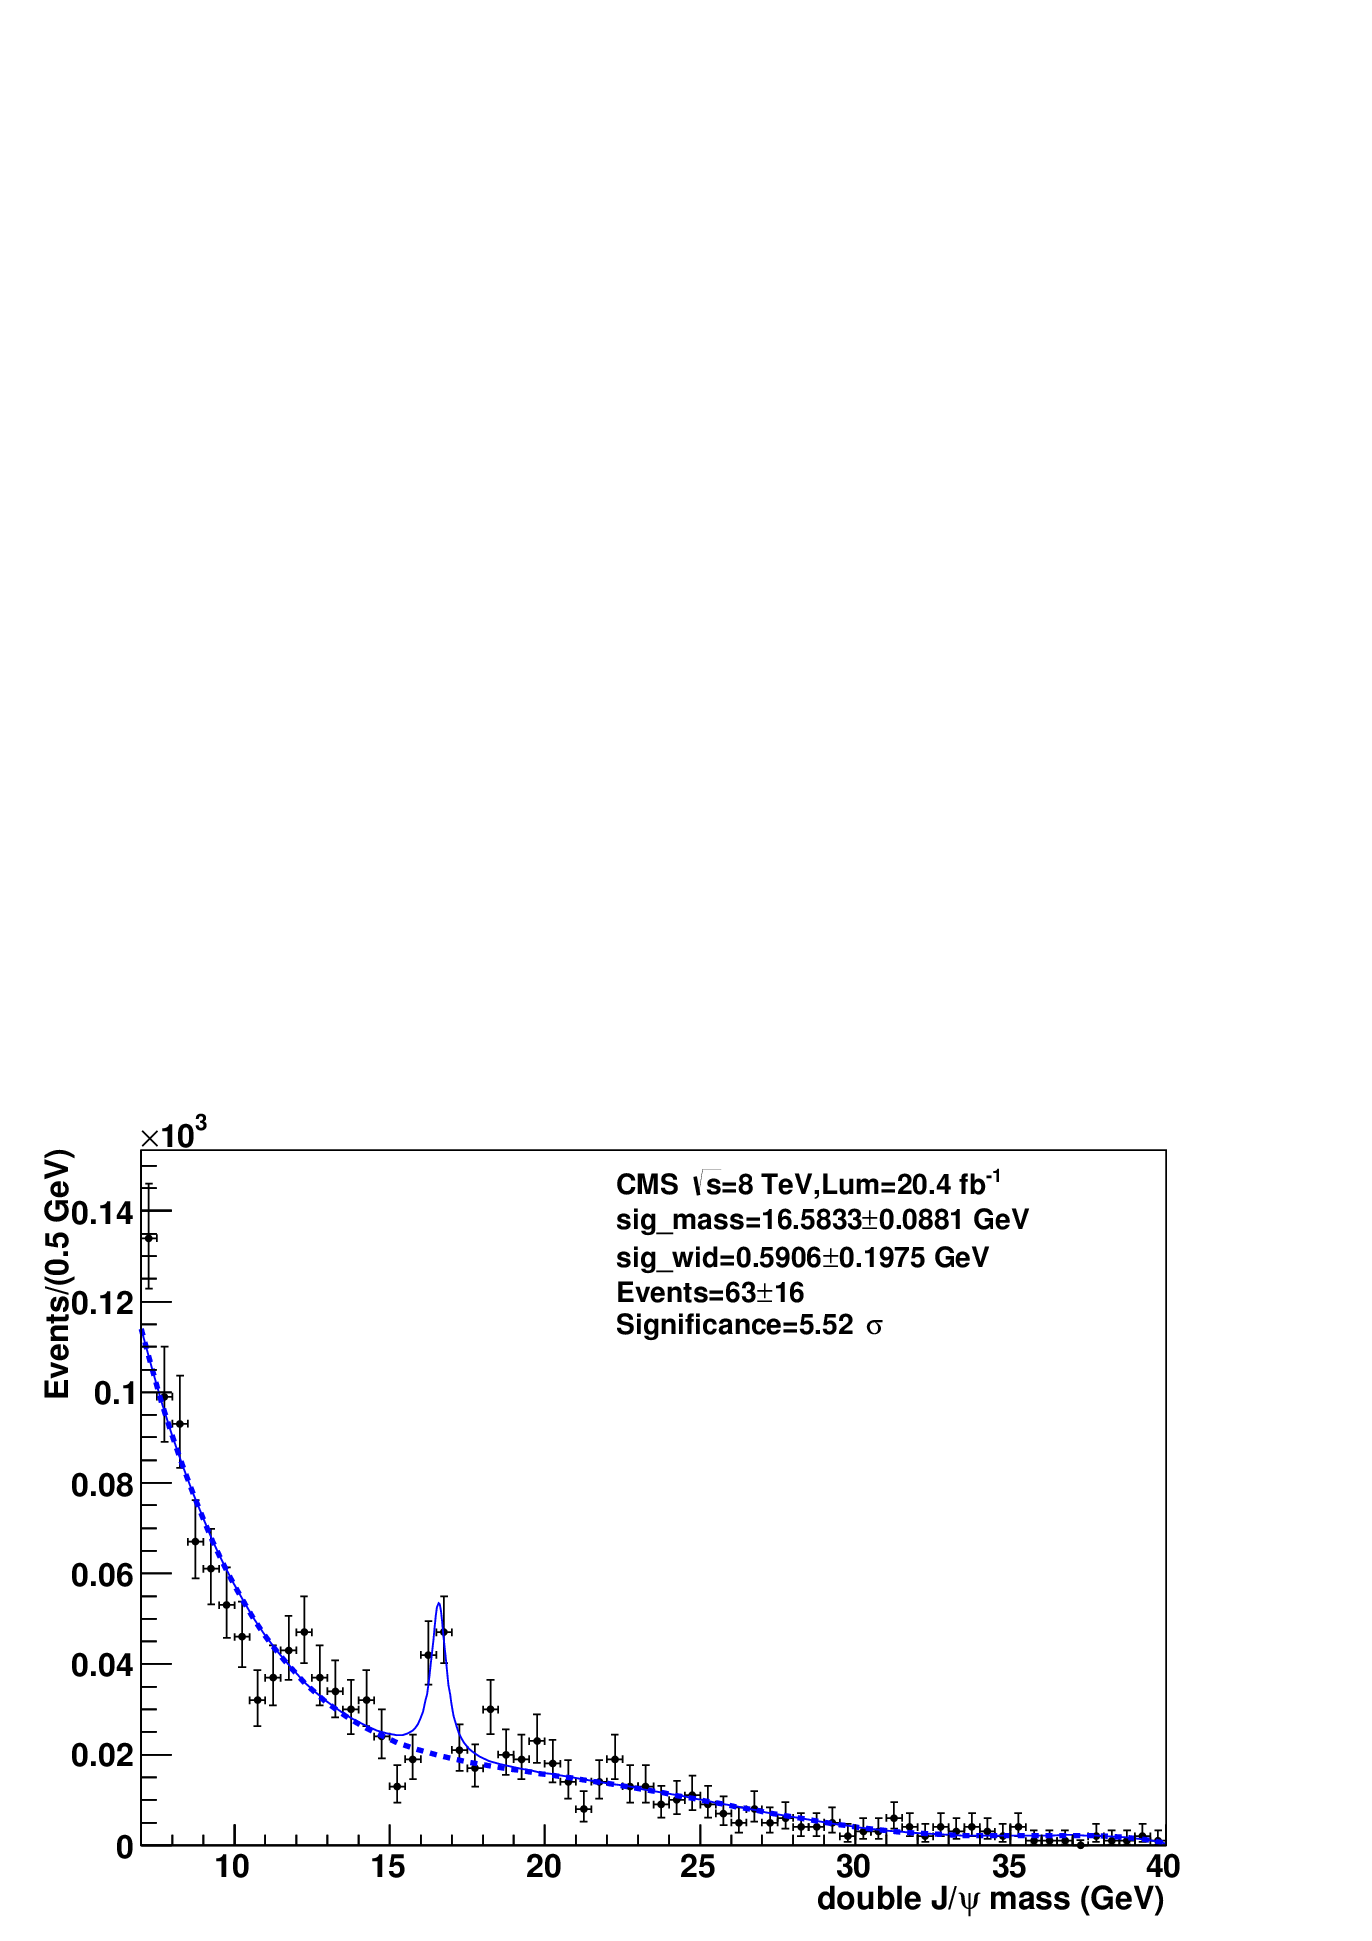 ×10³
Events/(0.5 GeV)
0.14
0.12
0.1
0.08
0.06
0.04
0.02
0
CMS √s=8 TeV,Lum=20.4 fb⁻¹
sig_mass=16.5833±0.0881 GeV
sig_wid=0.5906±0.1975 GeV
Events=63±16
Significance=5.52 σ
10 15 20 25 30 35 40
double J/ψ mass (GeV)